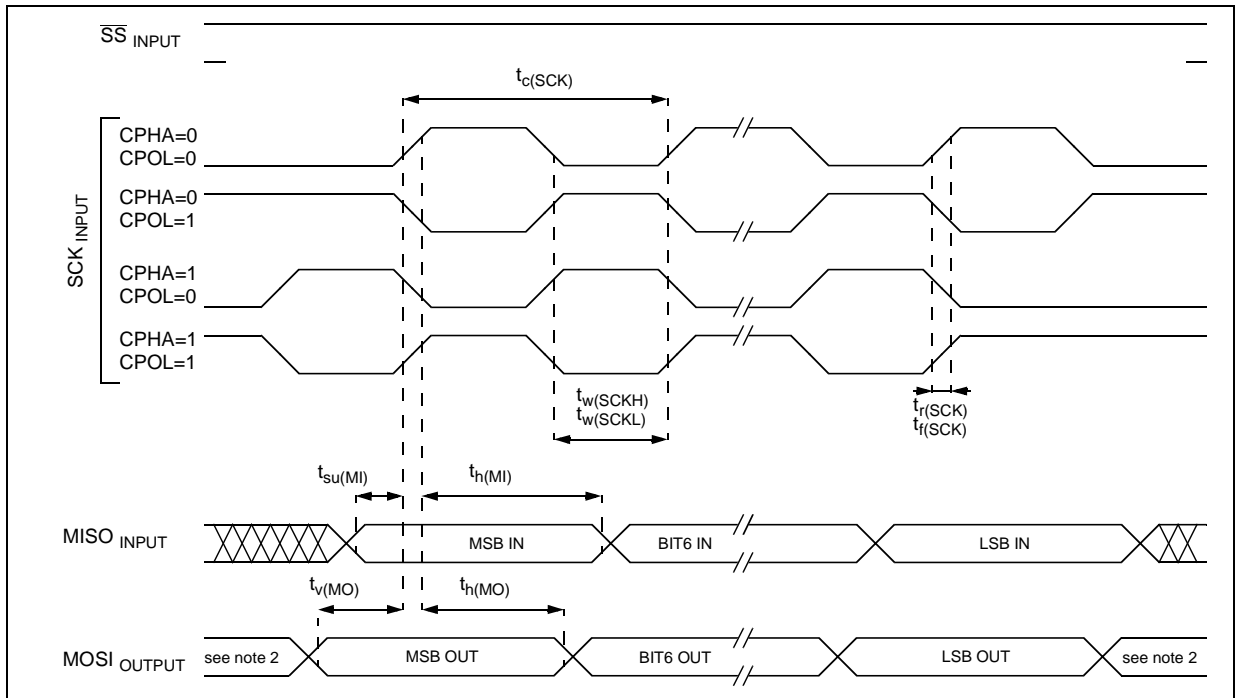 SS INPUT
tc(SCK)
SCK INPUT
CPHA=0
CPOL=0
CPHA=0
CPOL=1
CPHA=1
CPOL=0
CPHA=1
CPOL=1
tw(SCKH)
tw(SCKL)
tr(SCK)
tf(SCK)
tsu(MI)
th(MI)
MISO INPUT
MSB IN
BIT6 IN
LSB IN
tv(MO)
th(MO)
MOSI OUTPUT
see note 2
MSB OUT
BIT6 OUT
LSB OUT
see note 2